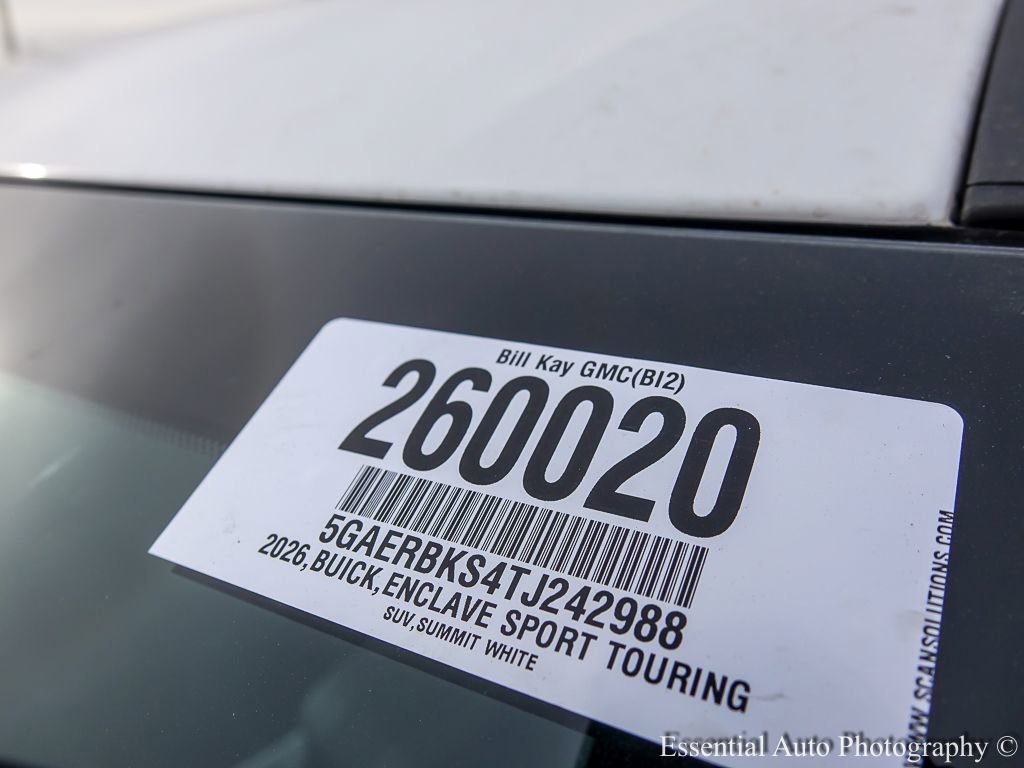 Bill Kay GMC(BI2)
260020
5GAERBKS4TJ242988
2026,BUICK,ENCLAVE SPORT TOURING
SUV,SUMMIT WHITE
WWW.SCANSOLUTIONS.COM
Essential Auto Photography ©